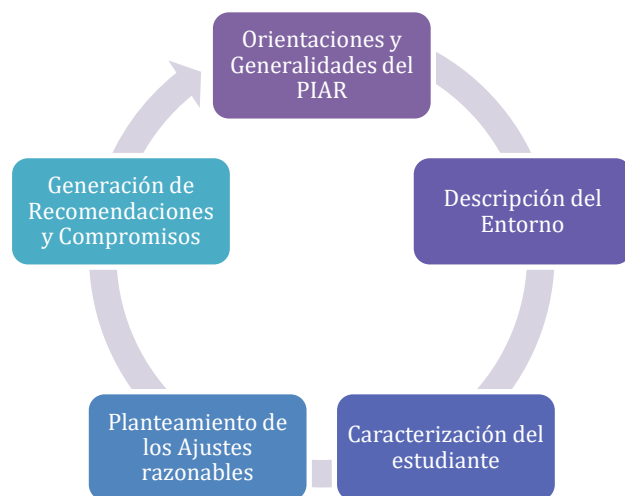 Orientaciones y
Generalidades del
PIAR
Descripción del
Entorno
Caracterización del
estudiante
Planteamiento de
los Ajustes
razonables
Generación de
Recomendaciones
y Compromisos